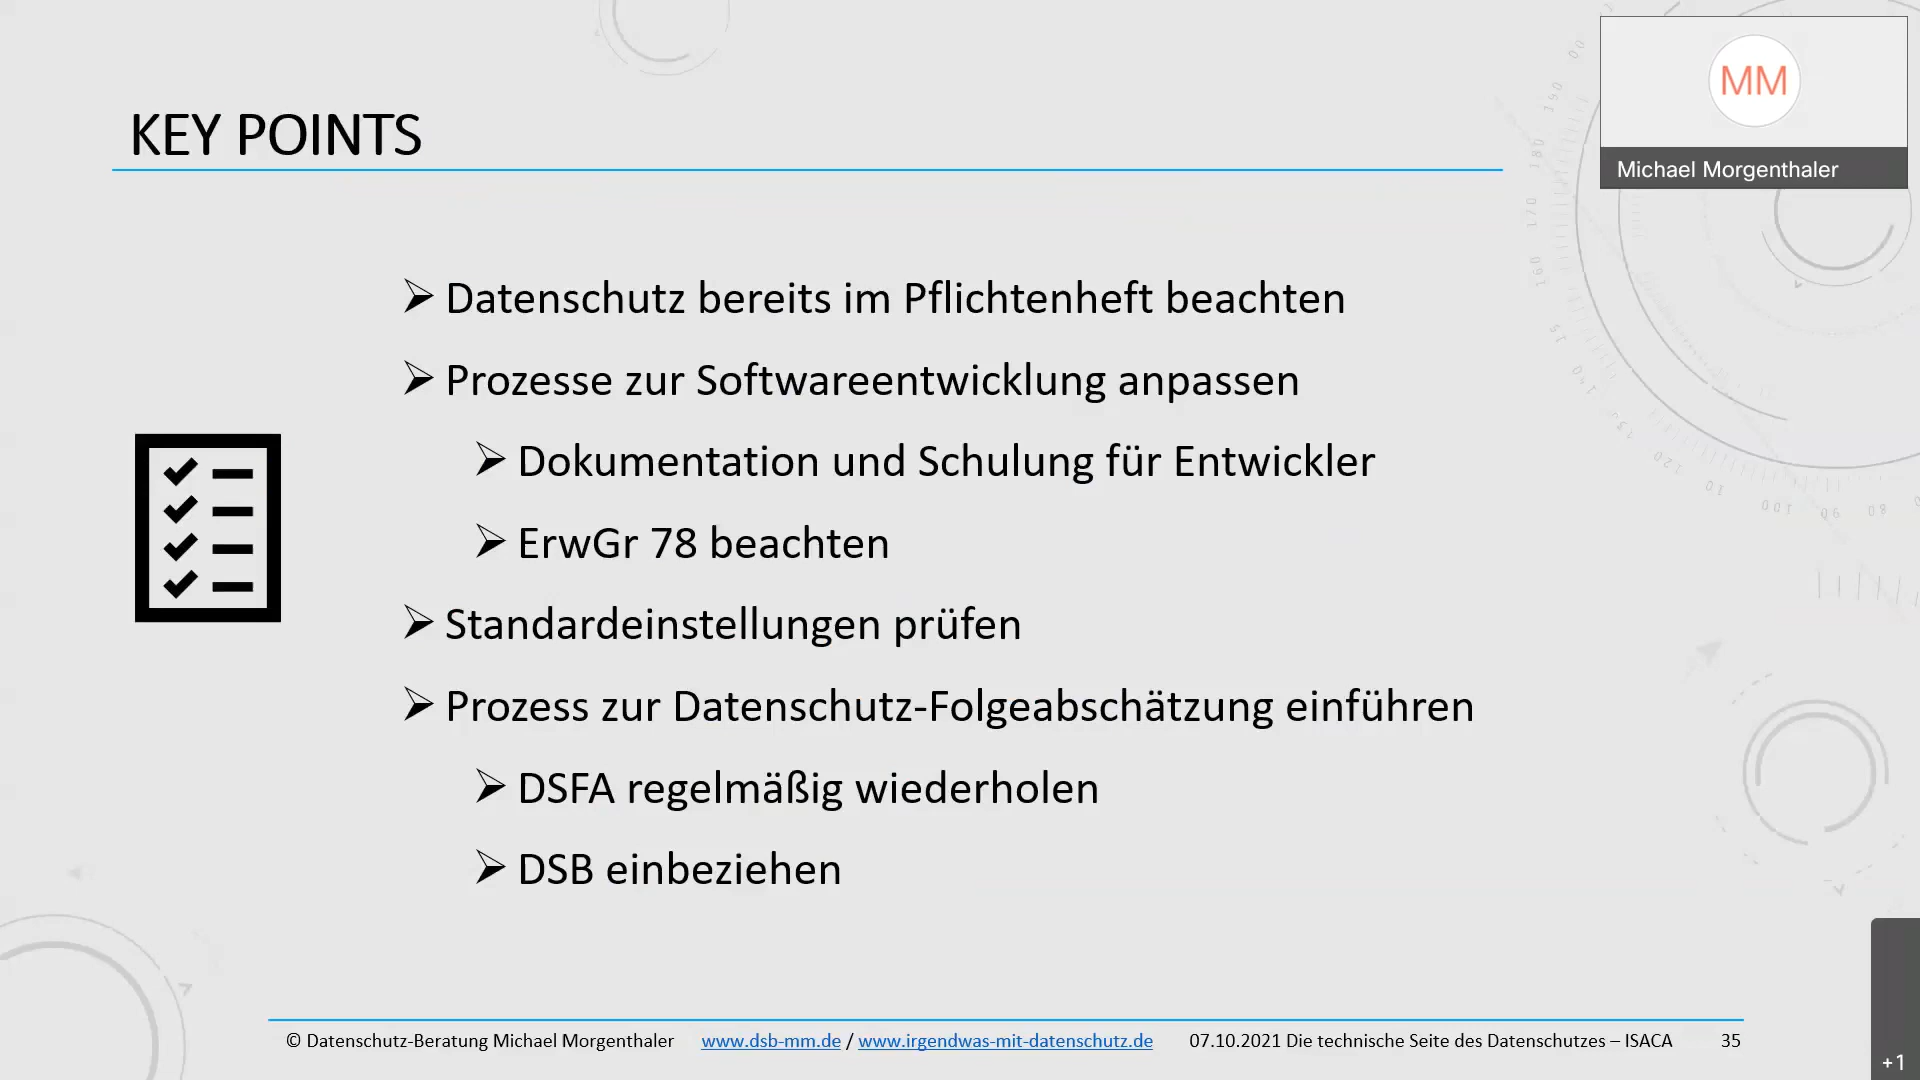 KEY POINTS
MM
Michael Morgenthaler
➢ Datenschutz bereits im Pflichtenheft beachten
➢ Prozesse zur Softwareentwicklung anpassen
➢ Dokumentation und Schulung für Entwickler
➢ ErwGr 78 beachten
➢ Standardeinstellungen prüfen
➢ Prozess zur Datenschutz-Folgeabschätzung einführen
➢ DSFA regelmäßig wiederholen
➢ DSB einbeziehen
© Datenschutz-Beratung Michael Morgenthaler www.dsb-mm.de / www.irgendwas-mit-datenschutz.de 07.10.2021 Die technische Seite des Datenschutzes – ISACA 35
+1